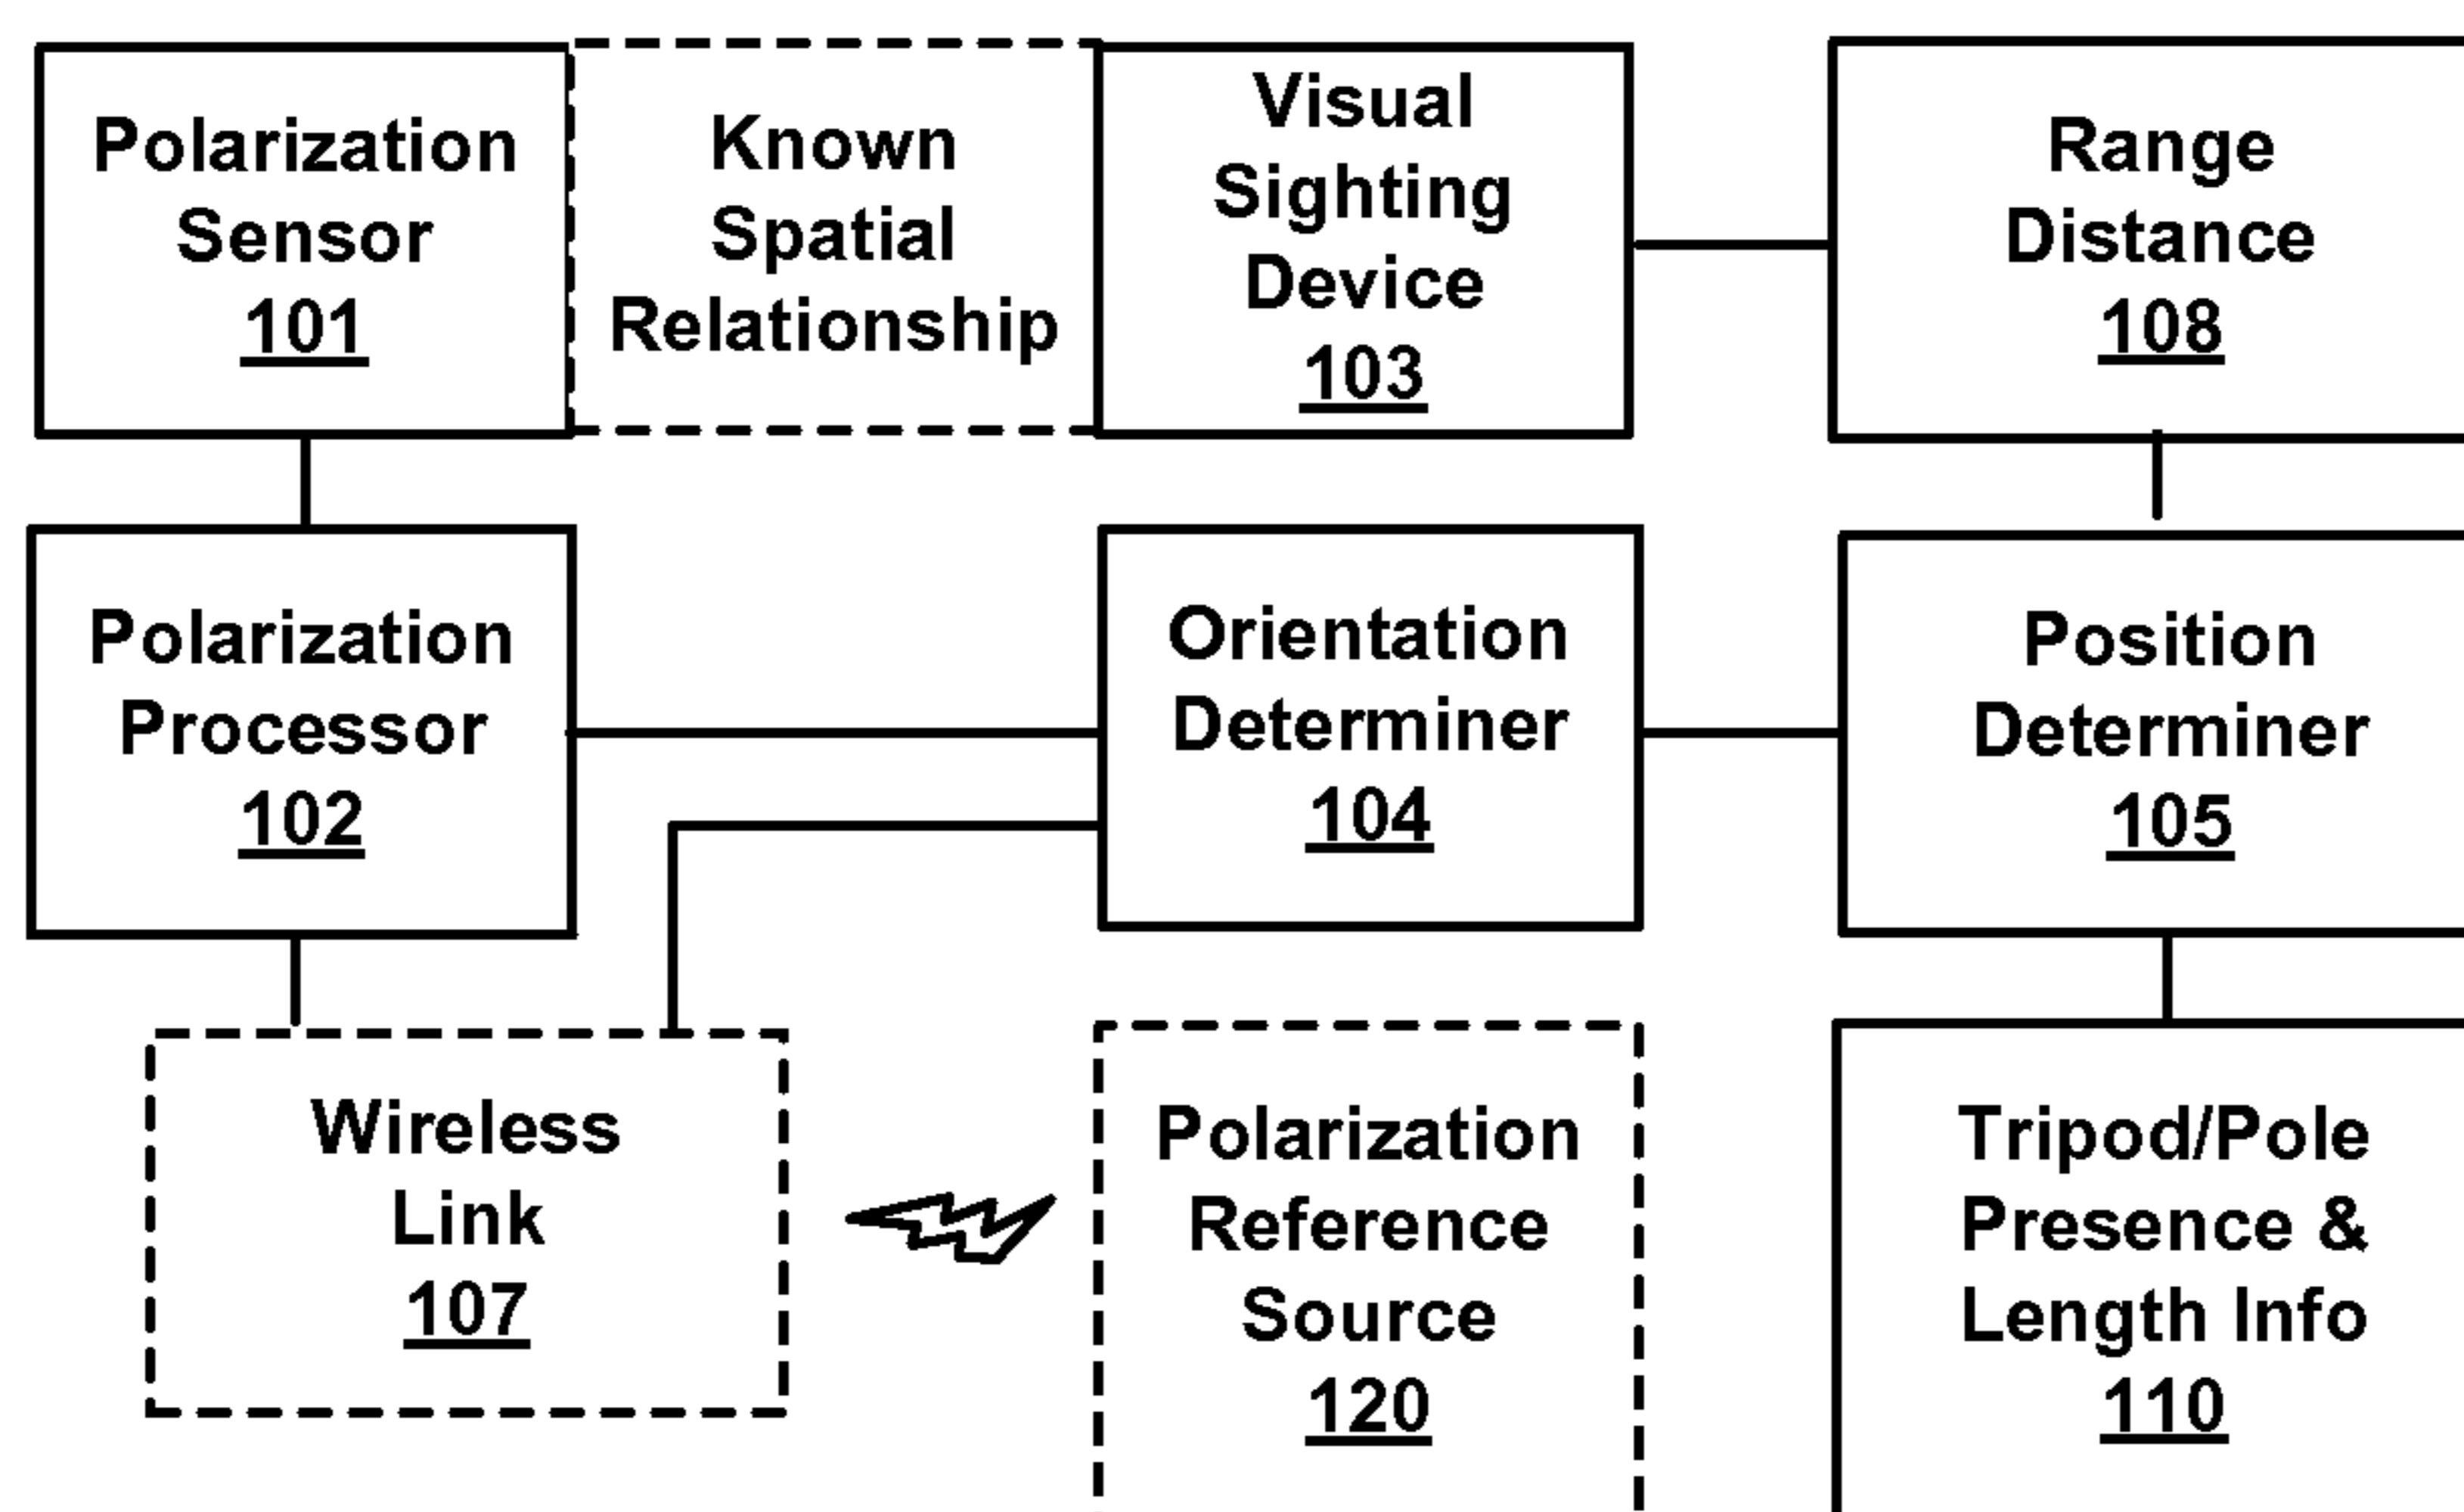 Polarization
Sensor
101
Known
Spatial
Relationship
Visual
Sighting
Device
103
Range
Distance
108
Polarization
Processor
102
Orientation
Determiner
104
Position
Determiner
105
Wireless
Link
107
Polarization
Reference
Source
120
Tripod/Pole
Presence &
Length Info
110